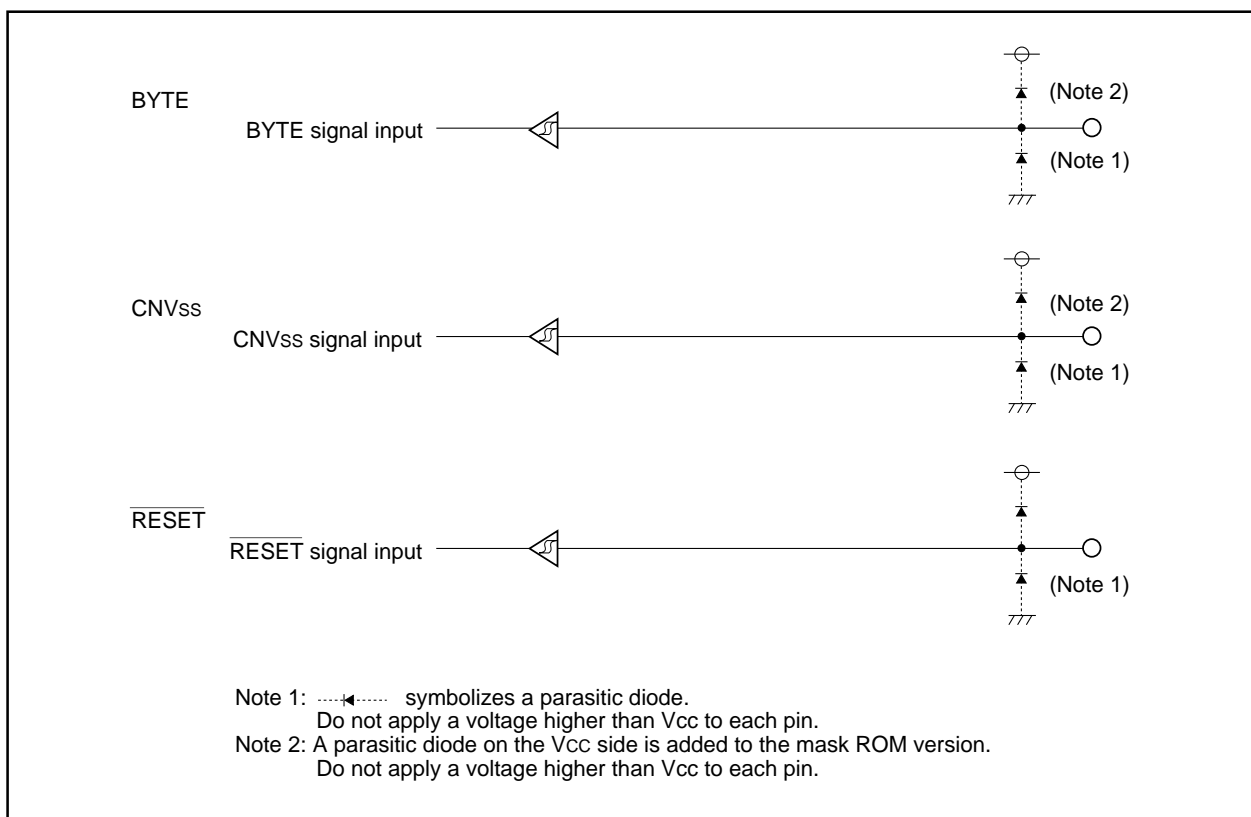 BYTE
(Note 2)
BYTE signal input
(Note 1)
CNVss
(Note 2)
CNVss signal input
(Note 1)
RESET
RESET signal input
(Note 1)
Note 1: symbolizes a parasitic diode.
Do not apply a voltage higher than Vcc to each pin.
Note 2: A parasitic diode on the VCC side is added to the mask ROM version.
Do not apply a voltage higher than Vcc to each pin.